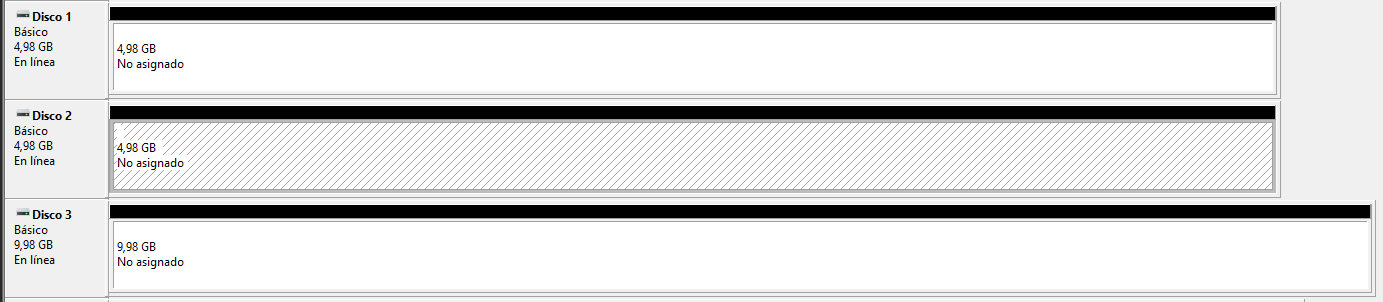 Disco 1
Básico
4,98 GB
En línea
4,98 GB
No asignado
Disco 2
Básico
4,98 GB
En línea
4,98 GB
No asignado
Disco 3
Básico
9,98 GB
En línea
9,98 GB
No asignado